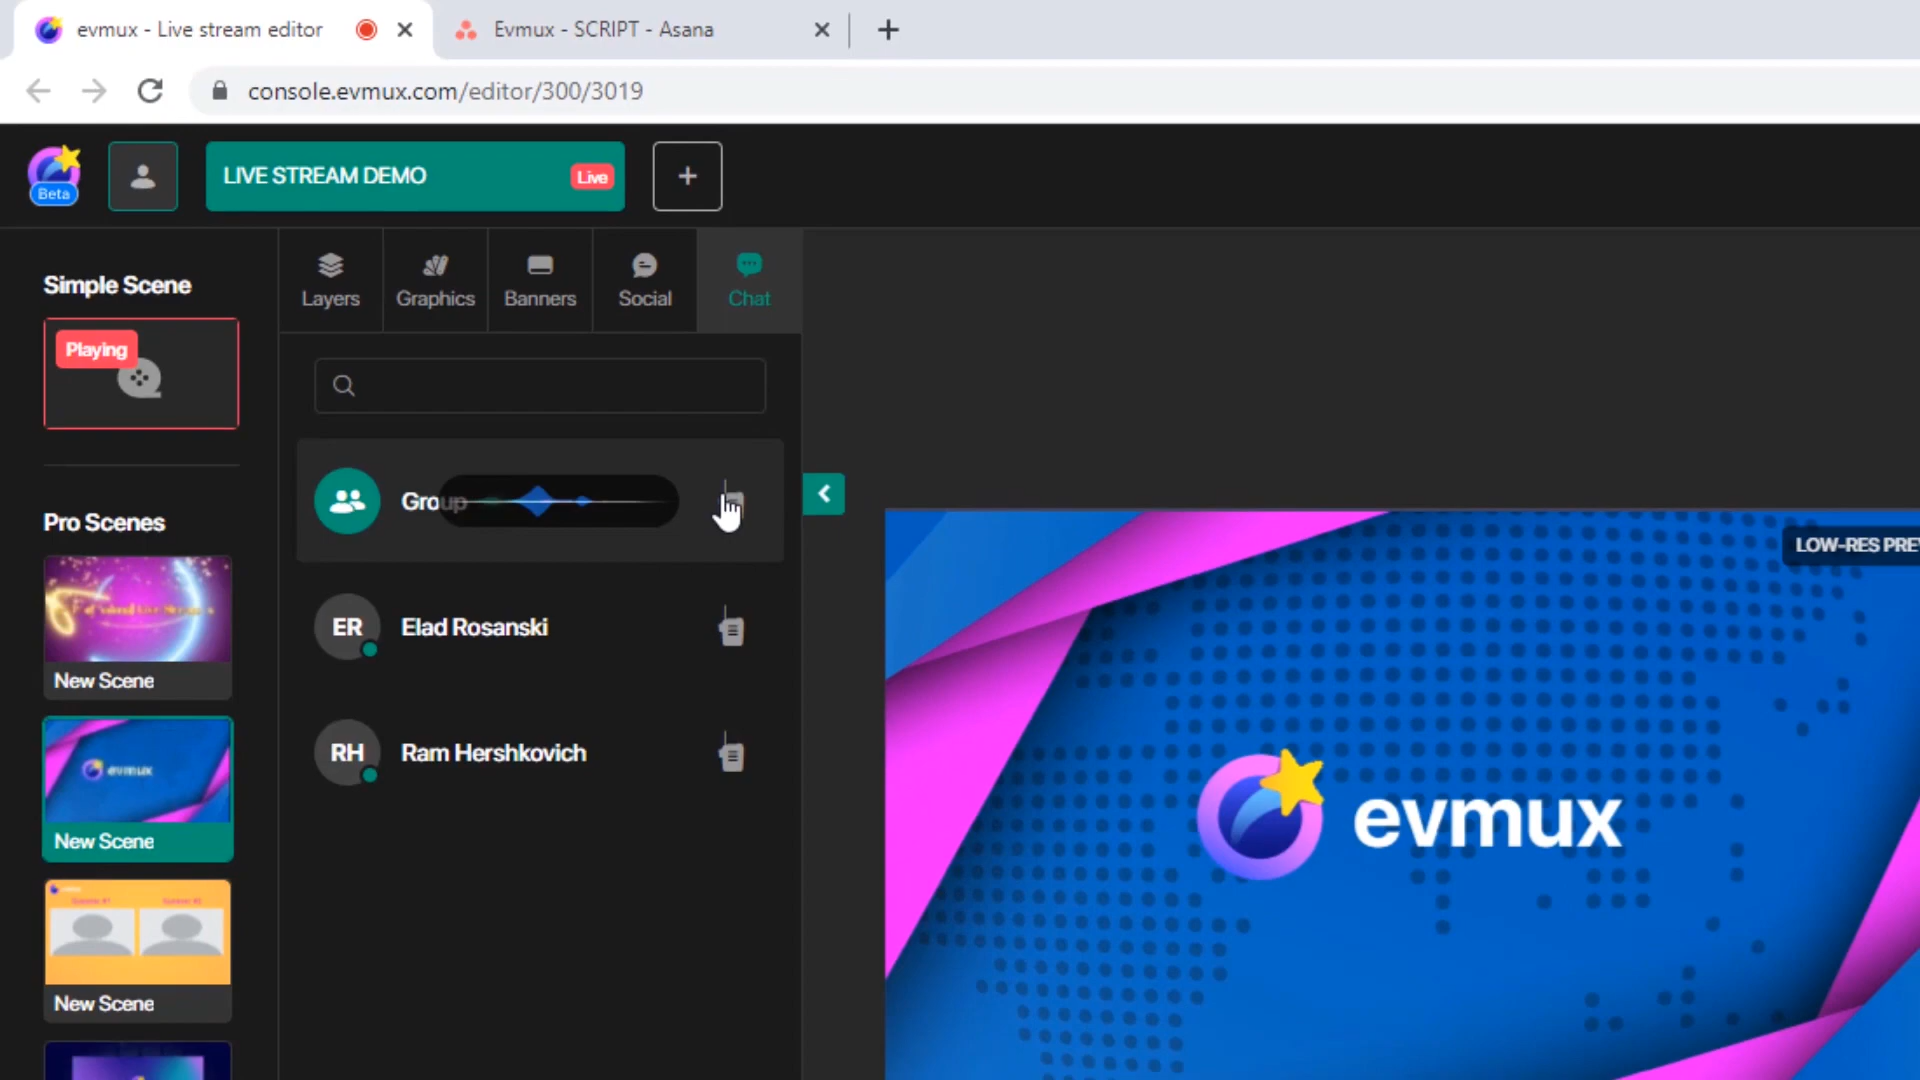 evmux - Live stream editor
Evmux - SCRIPT - Asana
console.evmux.com/editor/300/3019
Beta
LIVE STREAM DEMO
Live
Simple Scene
Playing
Layers
Graphics
Banners
Social
Chat
Group
ER
Elad Rosanski
RH
Ram Hershkovich
Pro Scenes
New Scene
evmux
New Scene
New Scene
LOW-RES PRE
evmux